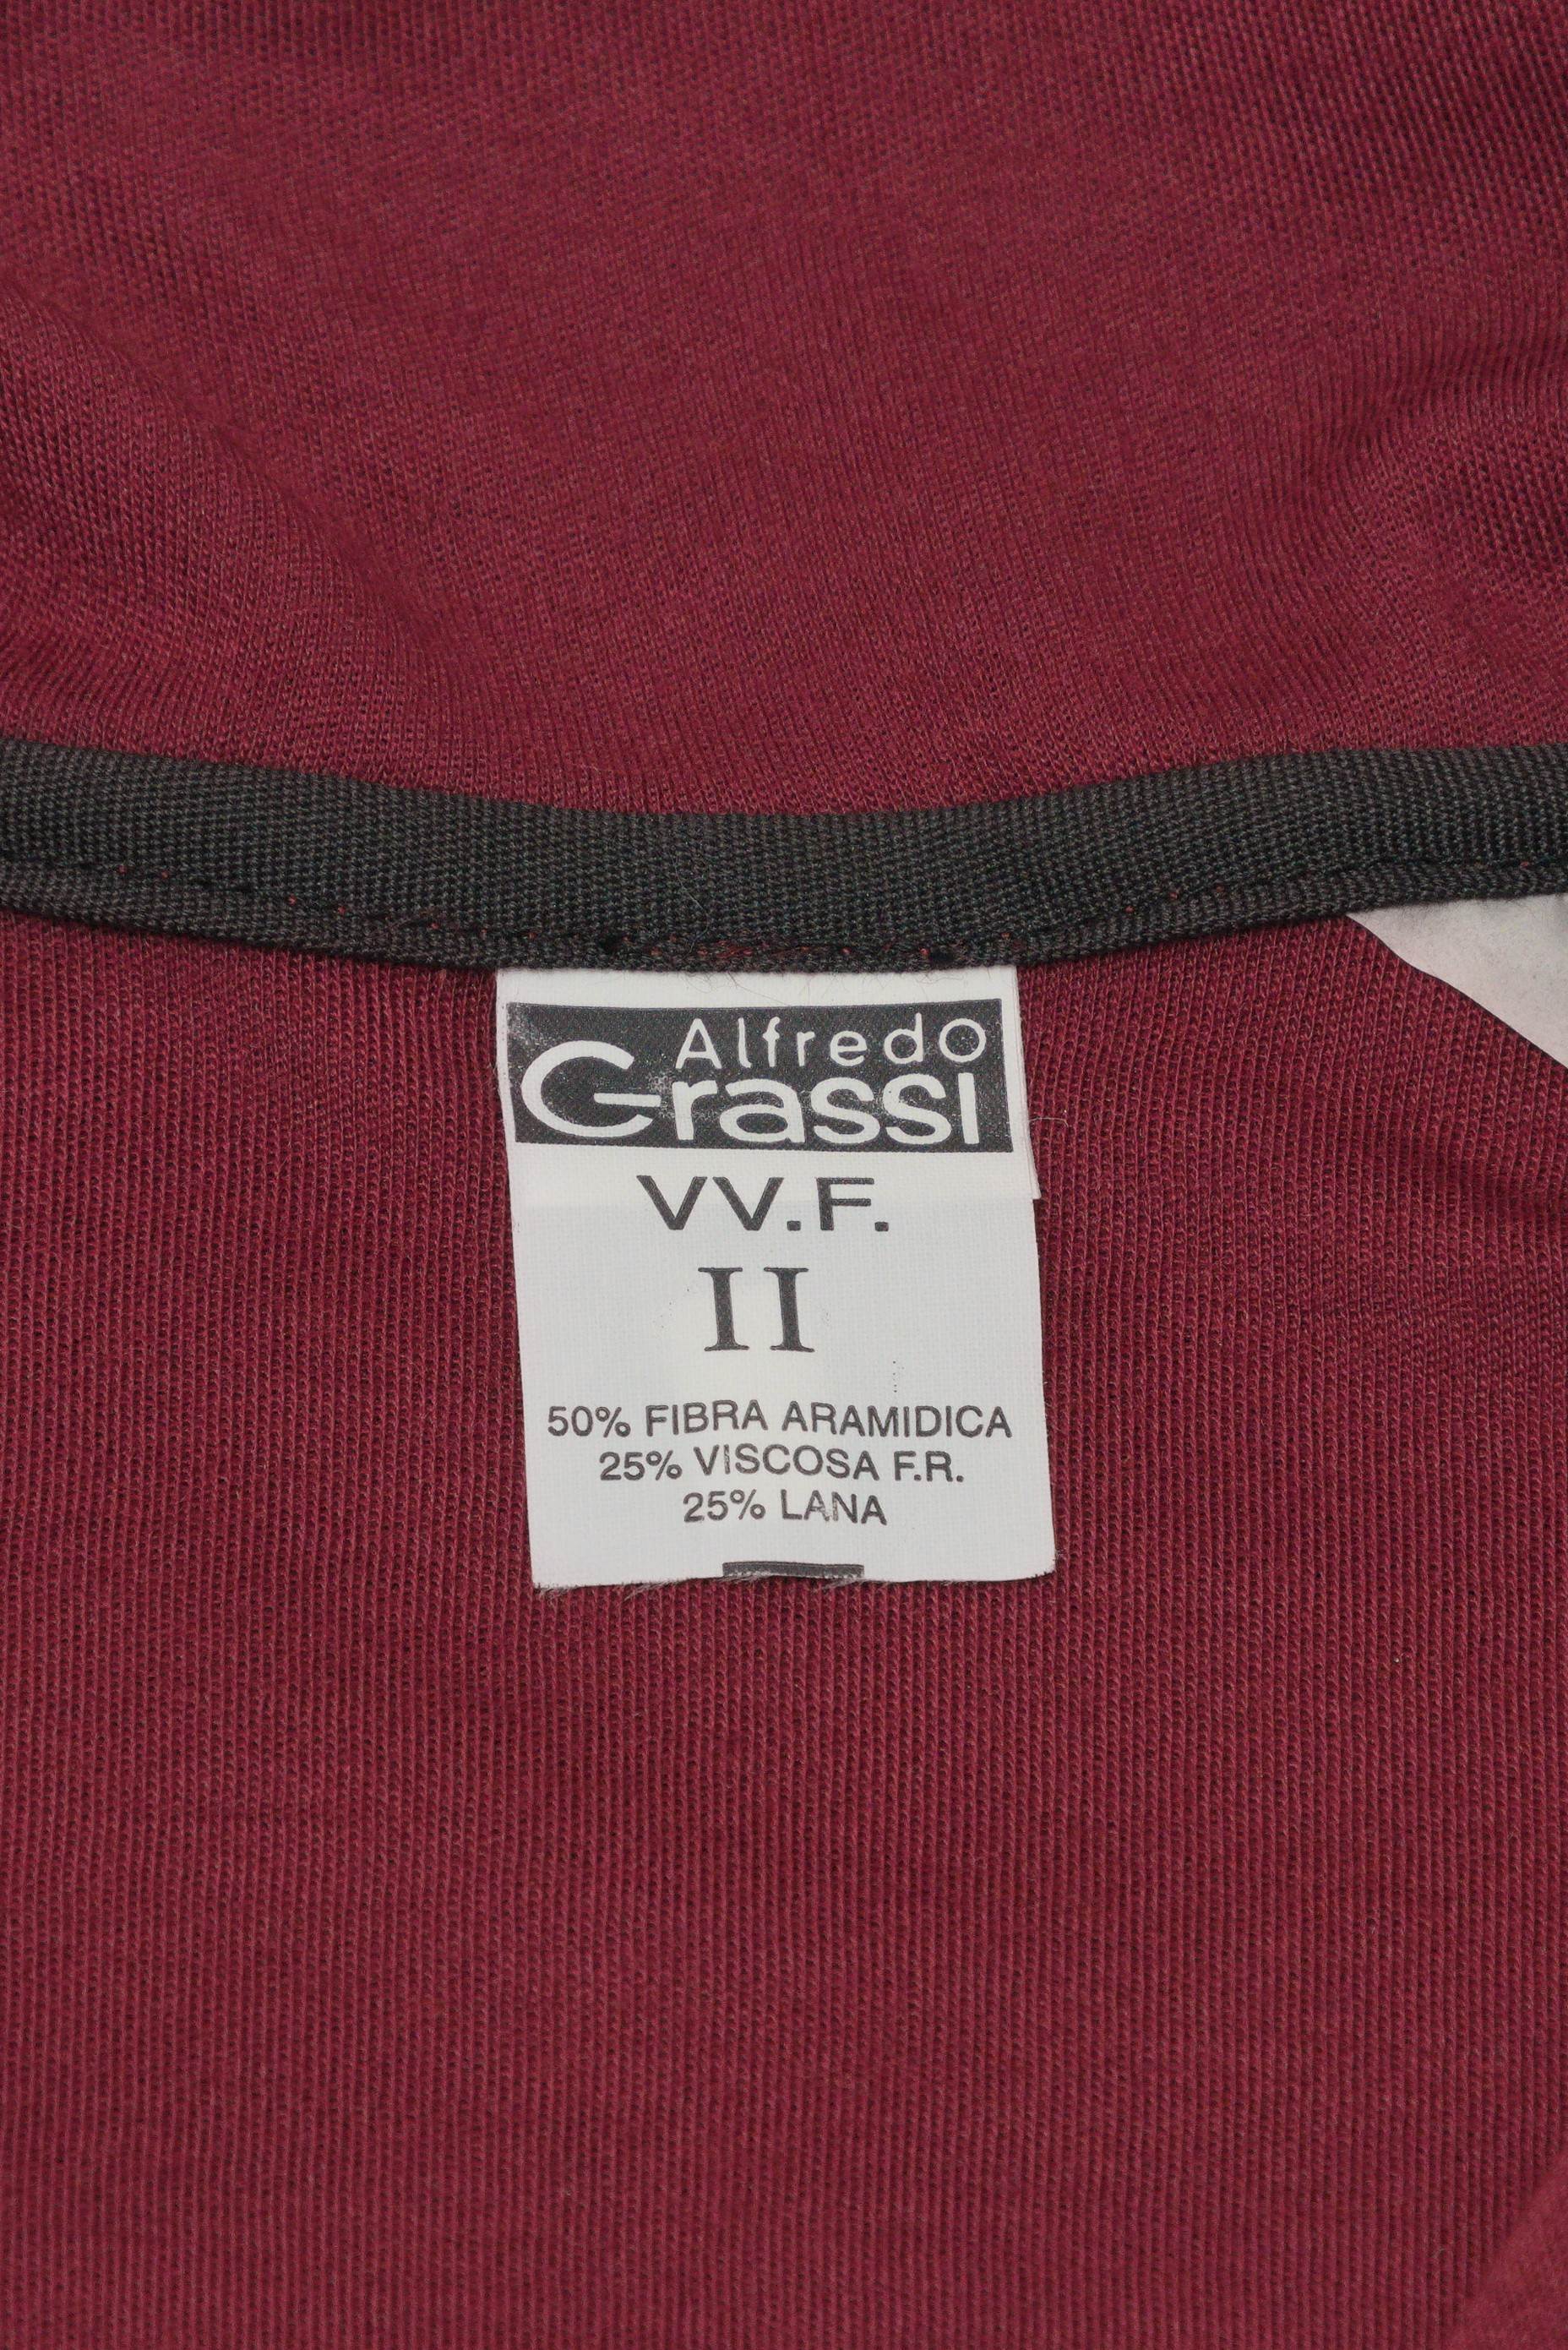 Alfredo
Grassi
VV.F.
II
50% FIBRA ARAMIDICA
25% VISCOSA F.R.
25% LANA